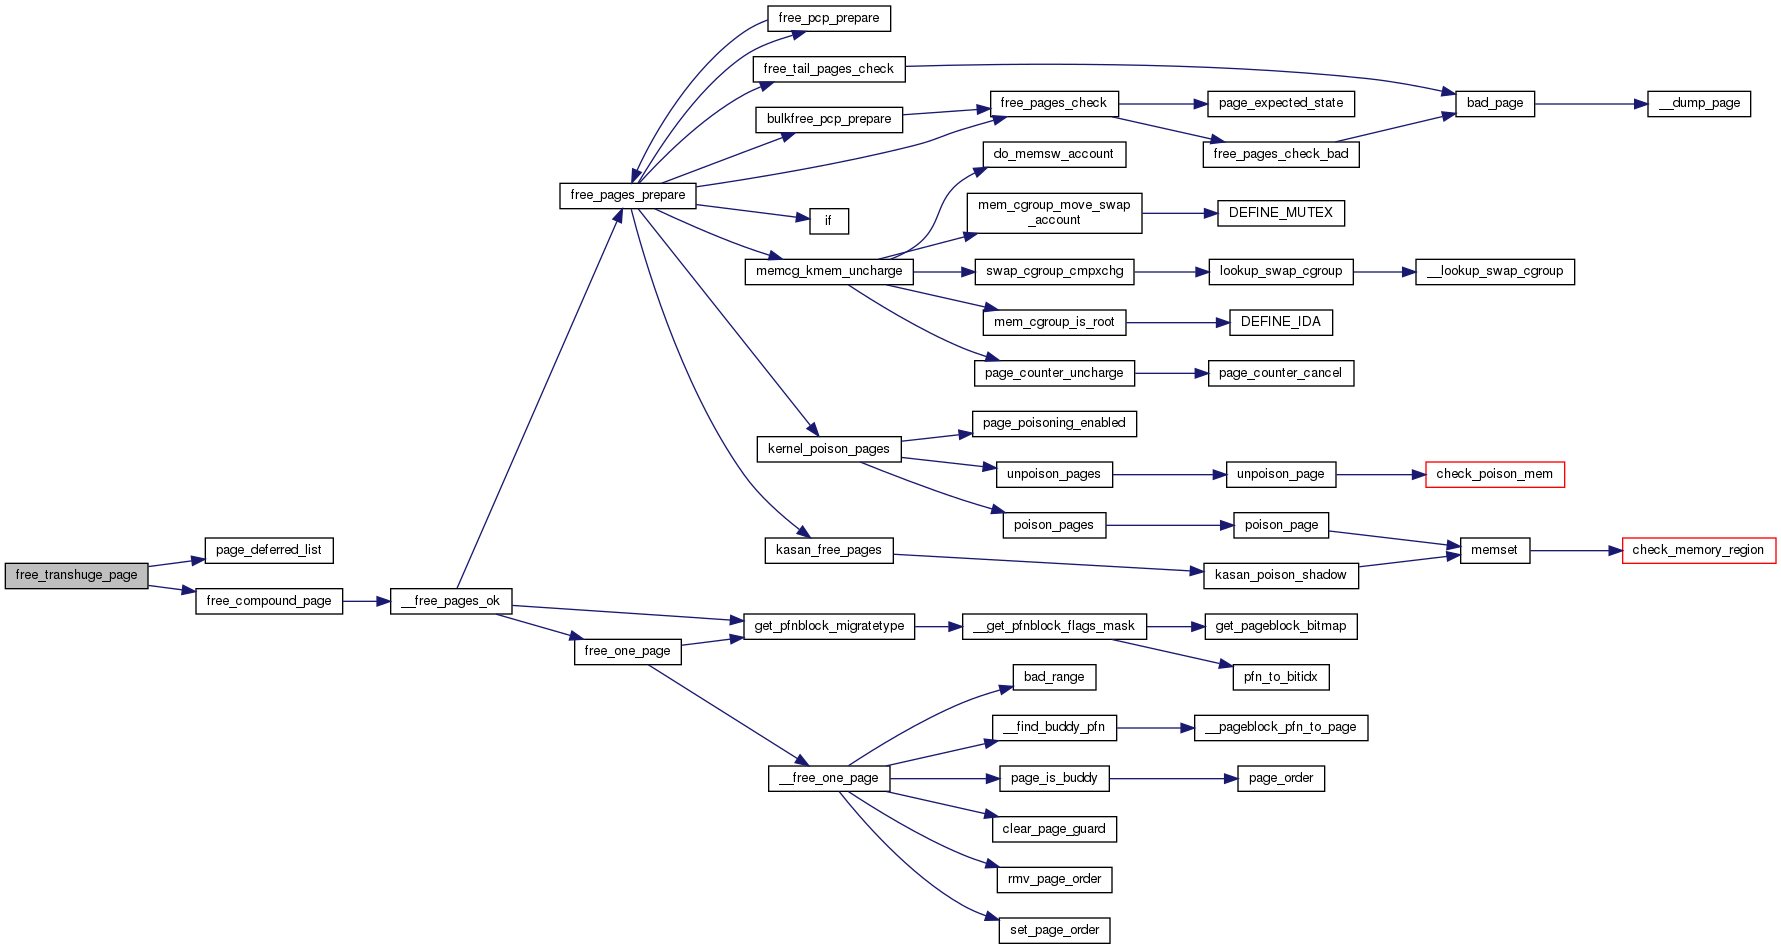 free_pcp_prepare
free_tail_pages_check
free_pages_check
page_expected_state
bad_page
__dump_page
bulkfree_pcp_prepare
do_memsw_account
free_pages_check_bad
free_pages_prepare
if
mem_cgroup_move_swap
_account
DEFINE_MUTEX
memcg_kmem_uncharge
swap_cgroup_cmpxchg
lookup_swap_cgroup
__lookup_swap_cgroup
mem_cgroup_is_root
DEFINE_IDA
page_counter_uncharge
page_counter_cancel
page_poisoning_enabled
kernel_poison_pages
unpoison_pages
unpoison_page
check_poison_mem
poison_pages
poison_page
page_deferred_list
kasan_free_pages
memset
check_memory_region
free_transhuge_page
kasan_poison_shadow
free_compound_page
__free_pages_ok
get_pfnblock_migratetype
__get_pfnblock_flags_mask
get_pageblock_bitmap
free_one_page
bad_range
pfn_to_bitidx
__find_buddy_pfn
__pageblock_pfn_to_page
__free_one_page
page_is_buddy
page_order
clear_page_guard
rmv_page_order
set_page_order